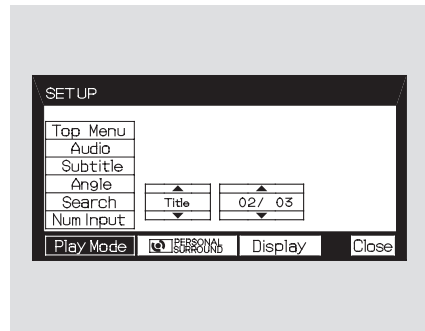 SETUP
Top Menu
Audio
Subtitle
Angle
Search
Num Input
Title 02/ 03
Play Mode PERSONAL SURROUND Display Close